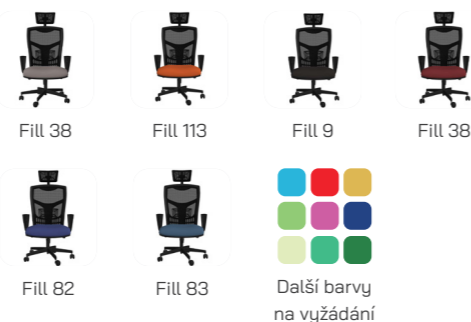 Fill 38
Fill 113
Fill 9
Fill 38
Fill 82
Fill 83
Další barvy
na vyžádání